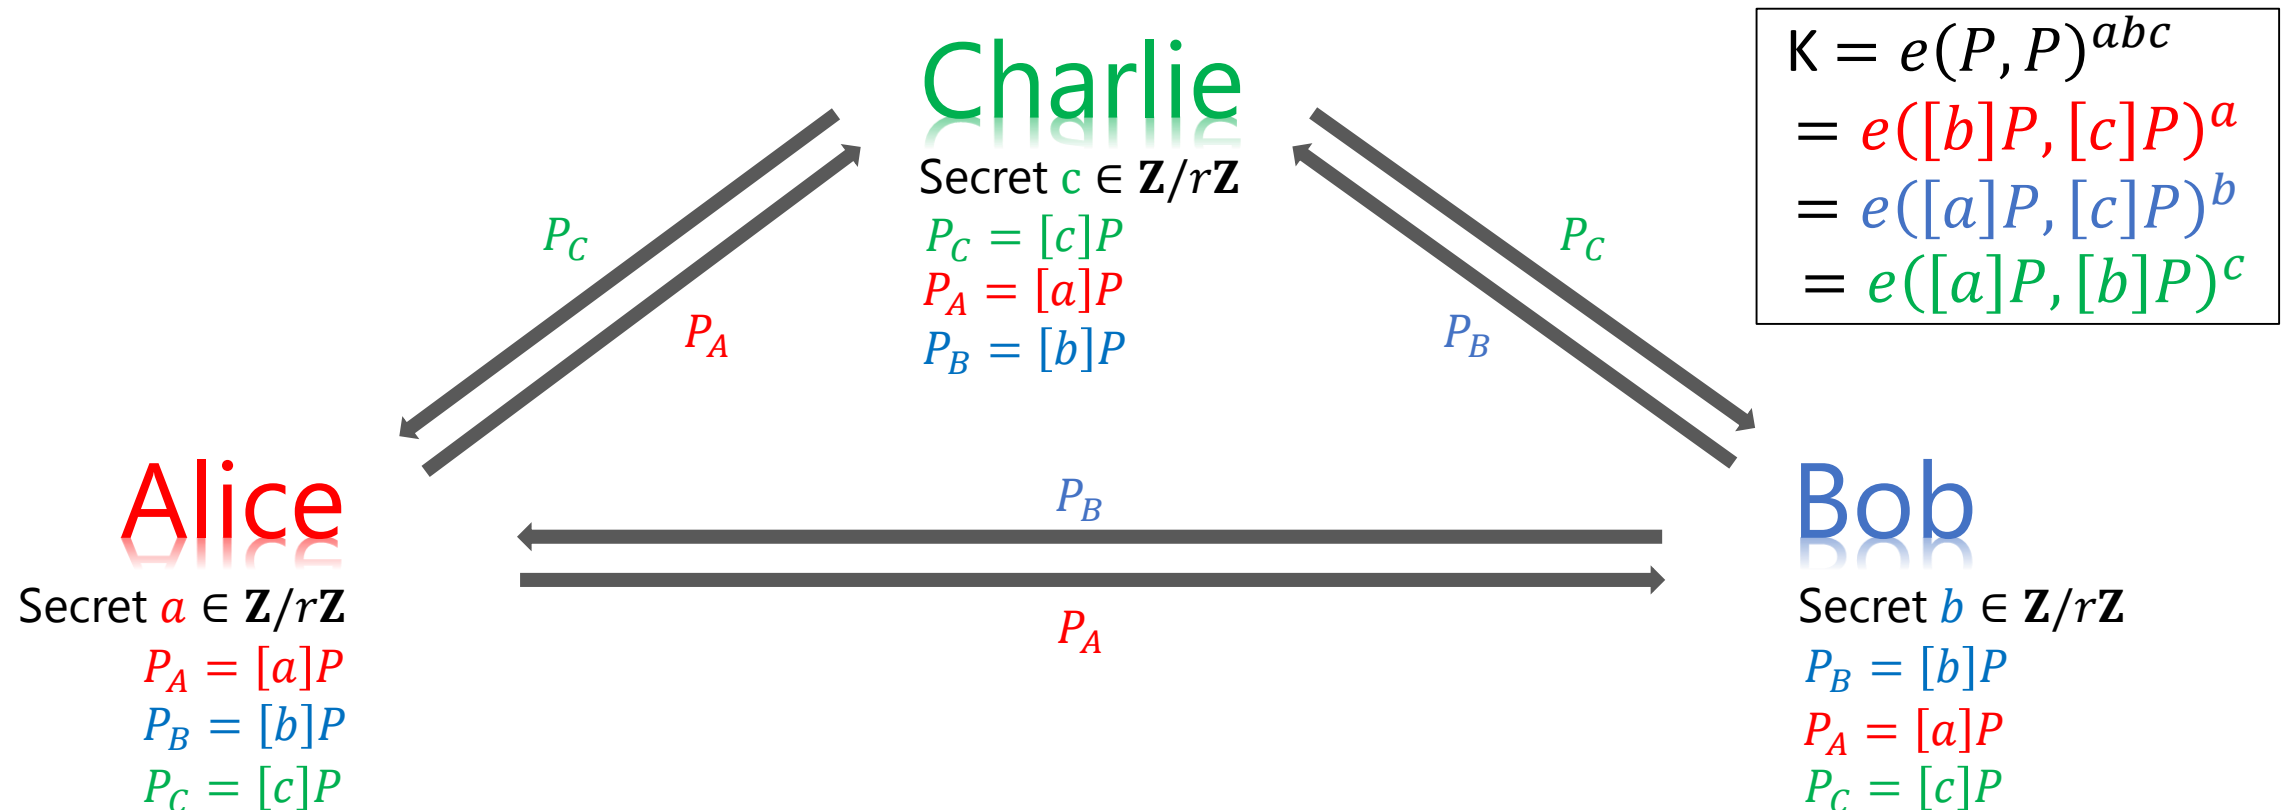 Charlie
Secret c ∈ 𝐙/r𝐙
P_C = [c]P
P_A = [a]P
P_B = [b]P
K = e(P, P)^{abc}
= e([b]P, [c]P)^a
= e([a]P, [c]P)^b
= e([a]P, [b]P)^c
P_C
P_A
P_C
P_B
Alice
Secret a ∈ 𝐙/r𝐙
P_A = [a]P
P_B = [b]P
P_C = [c]P
P_B
P_A
Bob
Secret b ∈ 𝐙/r𝐙
P_B = [b]P
P_A = [a]P
P_C = [c]P